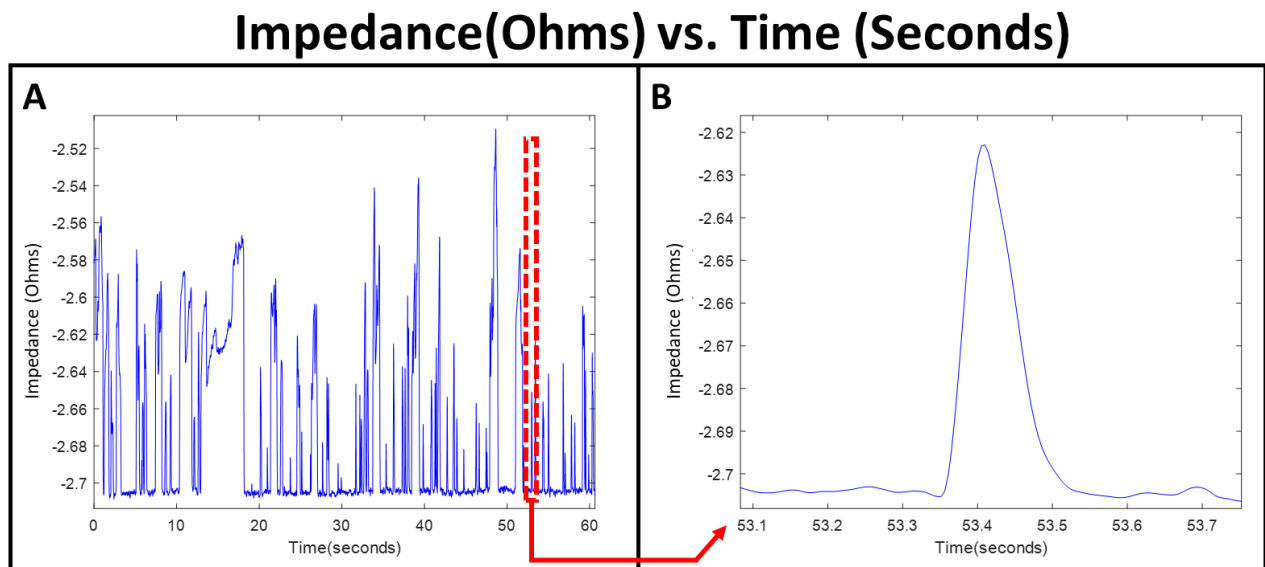 Impedance(Ohms) vs. Time (Seconds)
A
-2.52
-2.54
-2.56
-2.58
-2.6
-2.62
-2.64
-2.66
-2.68
-2.7
Impedance (Ohms)
0 10 20 30 40 50 60
Time(seconds)
B
-2.62
-2.63
-2.64
-2.65
-2.66
-2.67
-2.68
-2.69
-2.7
Impedance (Ohms)
53.1 53.2 53.3 53.4 53.5 53.6 53.7
Time(seconds)